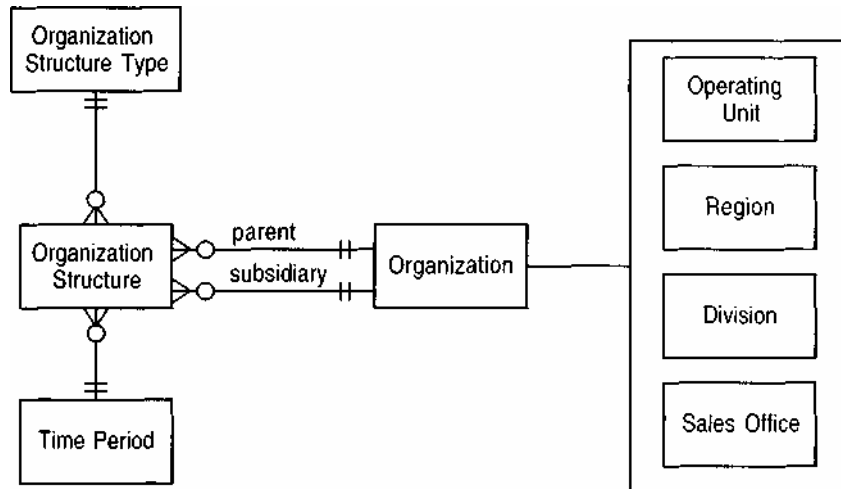 Organization
Structure Type
Operating
Unit
Region
parent
Organization
Structure
subsidiary
Organization
Division
Time Period
Sales Office